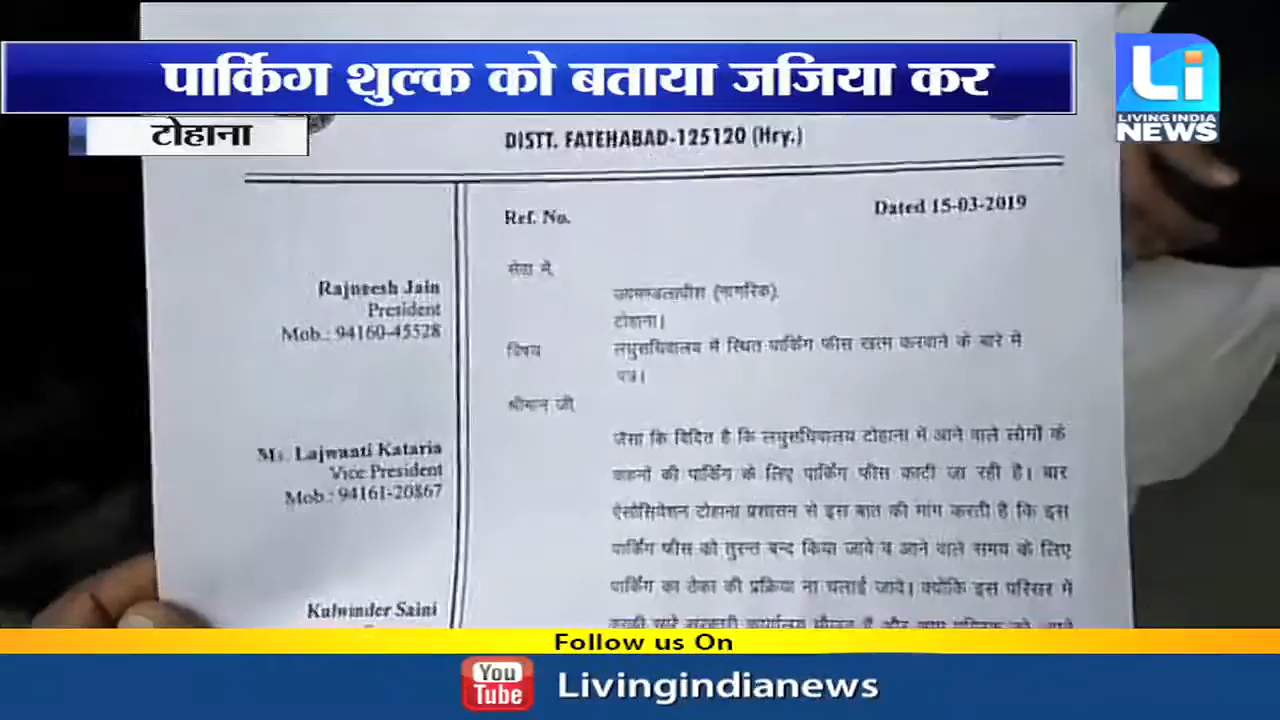 पार्किग शुल्क को बताया जजिया कर
Li
LIVING INDIA
NEWS
टोहाना
DISTT. FATEHABAD-125120 (Hry.)
Ref. No.
Dated 15-03-2019
Rajneesh Jain
President
Mob.: 94160-45528
Ms. Lajwanti Kataria
Vice President
Mob.: 94161-20867
Kulwinder Saini
सेवा में,
उपमण्डलाधीश (नागरिक),
टोहाना।
विषय
लघुसचिवालय में स्थित पार्किंग फीस खत्म करवाने के बारे में
पत्र।
श्रीमान् जी,
जैसा कि विदित है कि लघुसचिवालय टोहाना में आने वाले लोगों के
वाहनों की पार्किंग के लिए पार्किंग फीस काटी जा रही है। बार
ऐसोसिवेशन टोहाना प्रशासन से इस बात की मांग करती है कि इस
पार्किंग फीस को तुरन्त बन्द किया जावे व आने वाले समय के लिए
पार्किंग का ठेका की प्रक्रिया ना चलाई जावे। क्योंकि इस परिसर में
Follow us On
You
Tube
Livingindianews